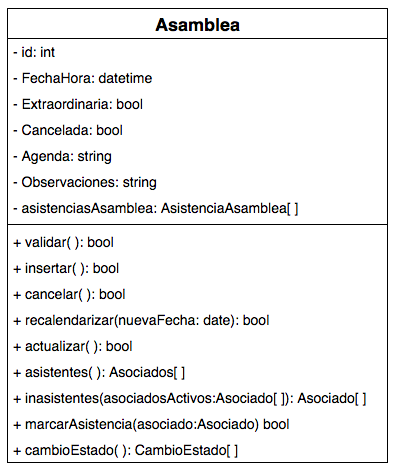 Asamblea
- id: int
- FechaHora: datetime
- Extraordinaria: bool
- Cancelada: bool
- Agenda: string
- Observaciones: string
- asistenciasAsamblea: AsistenciaAsamblea[ ]
+ validar( ): bool
+ insertar( ): bool
+ cancelar( ): bool
+ recalendarizar(nuevaFecha: date): bool
+ actualizar( ): bool
+ asistentes( ): Asociados[ ]
+ inasistentes(asociadosActivos:Asociado[ ]): Asociado[ ]
+ marcarAsistencia(asociado:Asociado) bool
+ cambioEstado( ): CambioEstado[ ]